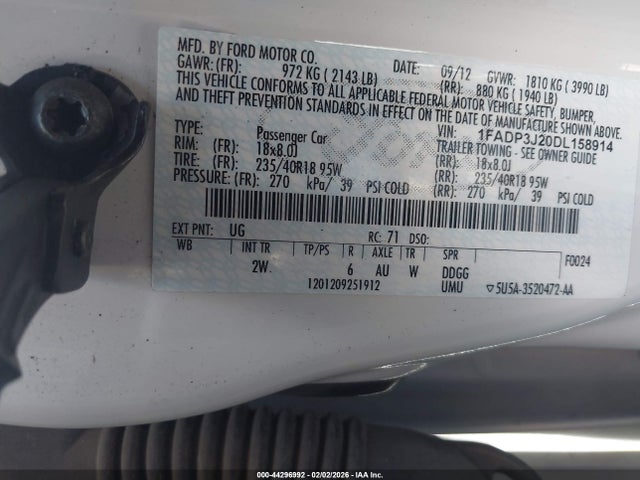 MFD. BY FORD MOTOR CO.
09/12 GVWR: 1810 KG ( 3990 LB)
GAWR: (FR): 972 KG ( 2143 LB) (RR): 880 KG ( 1940 LB)
THIS VEHICLE CONFORMS TO ALL APPLICABLE FEDERAL MOTOR VEHICLE SAFETY, BUMPER,
AND THEFT PREVENTION STANDARDS IN EFFECT ON THE DATE OF MANUFACTURE SHOWN ABOVE.
VIN: 1FADP3J20DL158914
TYPE: Passenger Car TRAILER TOWING - SEE OWNER GUIDE
RIM: (FR): 18x8.0J (RR): 18x8.0J
TIRE: (FR): 235/40R18 95W (RR): 235/40R18 95W
PRESSURE: (FR): 270 kPa/ 39 PSI COLD (RR): 270 kPa/ 39 PSI COLD
EXT PNT: UG RC: 71 DSO:
WB INT TR TP/PS R AXLE TR SPR F0024
2W. 6 AU W DDGG
1201209251912 UMU ▽5U5A-3520472-AA
000-44296992 - 02/02/2026 - IAAI.COM